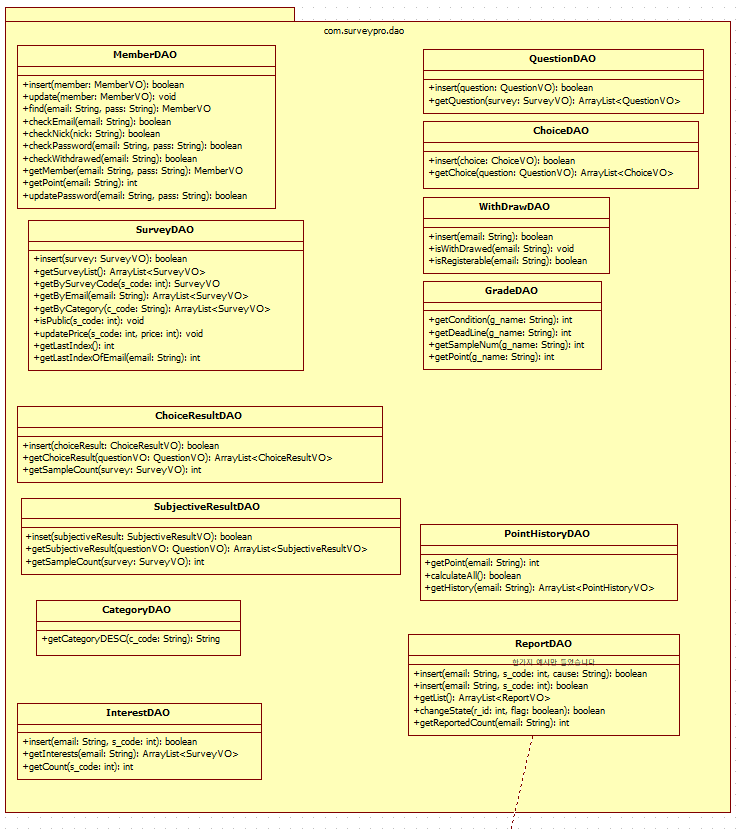 com.surveypro.dao
MemberDAO
+insert(member: MemberVO): boolean
+update(member: MemberVO): void
+find(email: String, pass: String): MemberVO
+checkEmail(email: String): boolean
+checkNick(nick: String): boolean
+checkPassword(email: String, pass: String): boolean
+checkWithdrawed(email: String): boolean
+getMember(email: String, pass: String): MemberVO
+getPoint(email: String): int
+updatePassword(email: String, pass: String): boolean
QuestionDAO
+insert(question: QuestionVO): boolean
+getQuestion(survey: SurveyVO): ArrayList<QuestionVO>
ChoiceDAO
+insert(choice: ChoiceVO): boolean
+getChoice(question: QuestionVO): ArrayList<ChoiceVO>
WithDrawDAO
+insert(email: String): boolean
+isWithDrawed(email: String): void
+isRegisterable(email: String): boolean
SurveyDAO
+insert(survey: SurveyVO): boolean
+getSurveyList(): ArrayList<SurveyVO>
+getBySurveyCode(s_code: int): SurveyVO
+getByEmail(email: String): ArrayList<SurveyVO>
+getByCategory(c_code: String): ArrayList<SurveyVO>
+isPublic(s_code: int): void
+updatePrice(s_code: int, price: int): void
+getLastIndex(): int
+getLastIndexOfEmail(email: String): int
GradeDAO
+getCondition(g_name: String): int
+getDeadLine(g_name: String): int
+getSampleNum(g_name: String): int
+getPoint(g_name: String): int
ChoiceResultDAO
+insert(choiceResult: ChoiceResultVO): boolean
+getChoiceResult(questionVO: QuestionVO): ArrayList<ChoiceResultVO>
+getSampleCount(survey: SurveyVO): int
SubjectiveResultDAO
+inset(subjectiveResult: SubjectiveResultVO): boolean
+getSubjectiveResult(questionVO: QuestionVO): ArrayList<SubjectiveResultVO>
+getSampleCount(survey: SurveyVO): int
PointHistoryDAO
+getPoint(email: String): int
+calculateAll(): boolean
+getHistory(email: String): ArrayList<PointHistoryVO>
CategoryDAO
+getCategoryDESC(c_code: String): String
ReportDAO
한가지 예시만 들었습니다
+insert(email: String, s_code: int, cause: String): boolean
+insert(email: String, s_code: int): boolean
+getList(): ArrayList<ReportVO>
+changeState(r_id: int, flag: boolean): boolean
+getReportedCount(email: String): int
InterestDAO
+insert(email: String, s_code: int): boolean
+getInterests(email: String): ArrayList<SurveyVO>
+getCount(s_code: int): int